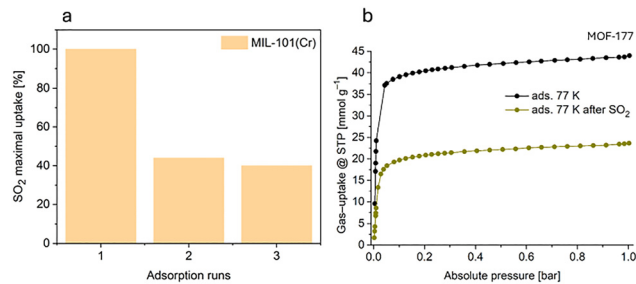 a
MIL-101(Cr)
SO₂ maximal uptake [%]
100
80
60
40
20
0
1
2
3
Adsorption runs
b
MOF-177
Gas–uptake @ STP [mmol g⁻¹]
45
40
35
30
25
20
15
10
5
0
ads. 77 K
ads. 77 K after SO₂
0.0
0.2
0.4
0.6
0.8
1.0
Absolute pressure [bar]